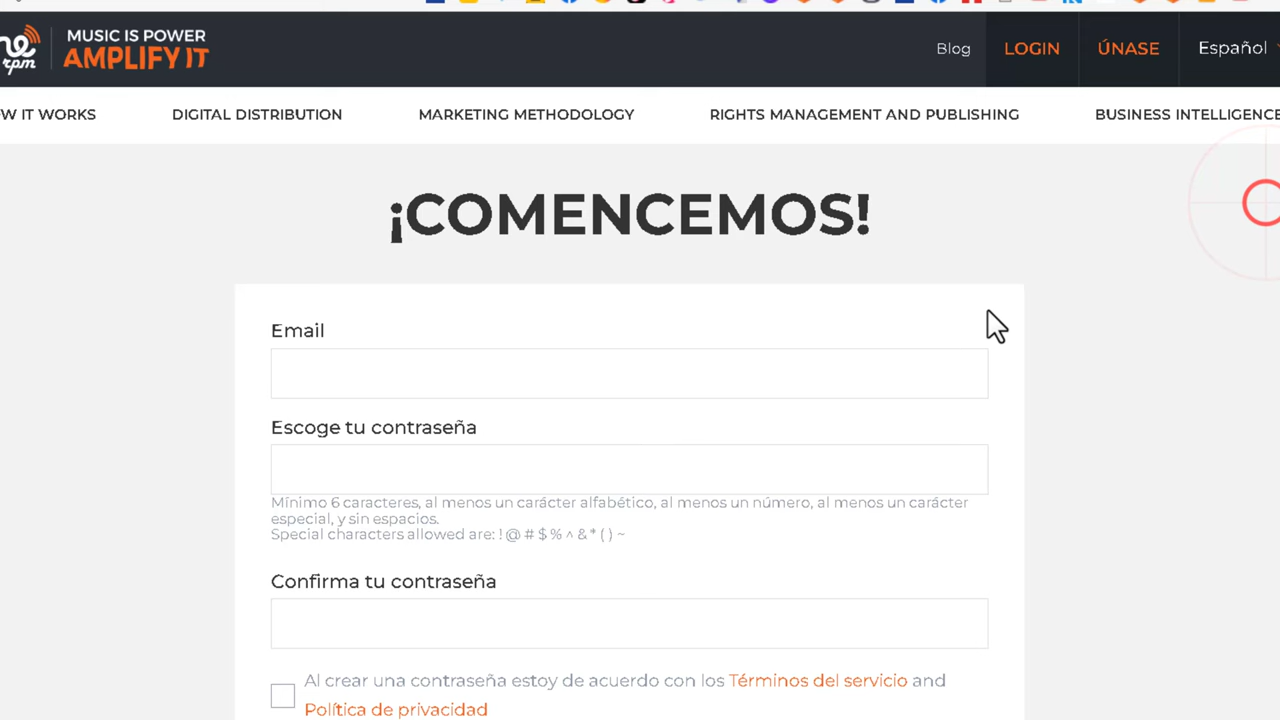 rpm
MUSIC IS POWER
AMPLIFY IT
Blog
LOGIN
ÚNASE
Español
W IT WORKS
DIGITAL DISTRIBUTION
MARKETING METHODOLOGY
RIGHTS MANAGEMENT AND PUBLISHING
BUSINESS INTELLIGENCE
¡COMENCEMOS!
Email
Escoge tu contraseña
Mínimo 6 caracteres, al menos un carácter alfabético, al menos un número, al menos un carácter
especial, y sin espacios.
Special characters allowed are: ! @ # $ % ^ & * ( ) ~
Confirma tu contraseña
Al crear una contraseña estoy de acuerdo con los Términos del servicio and
Política de privacidad